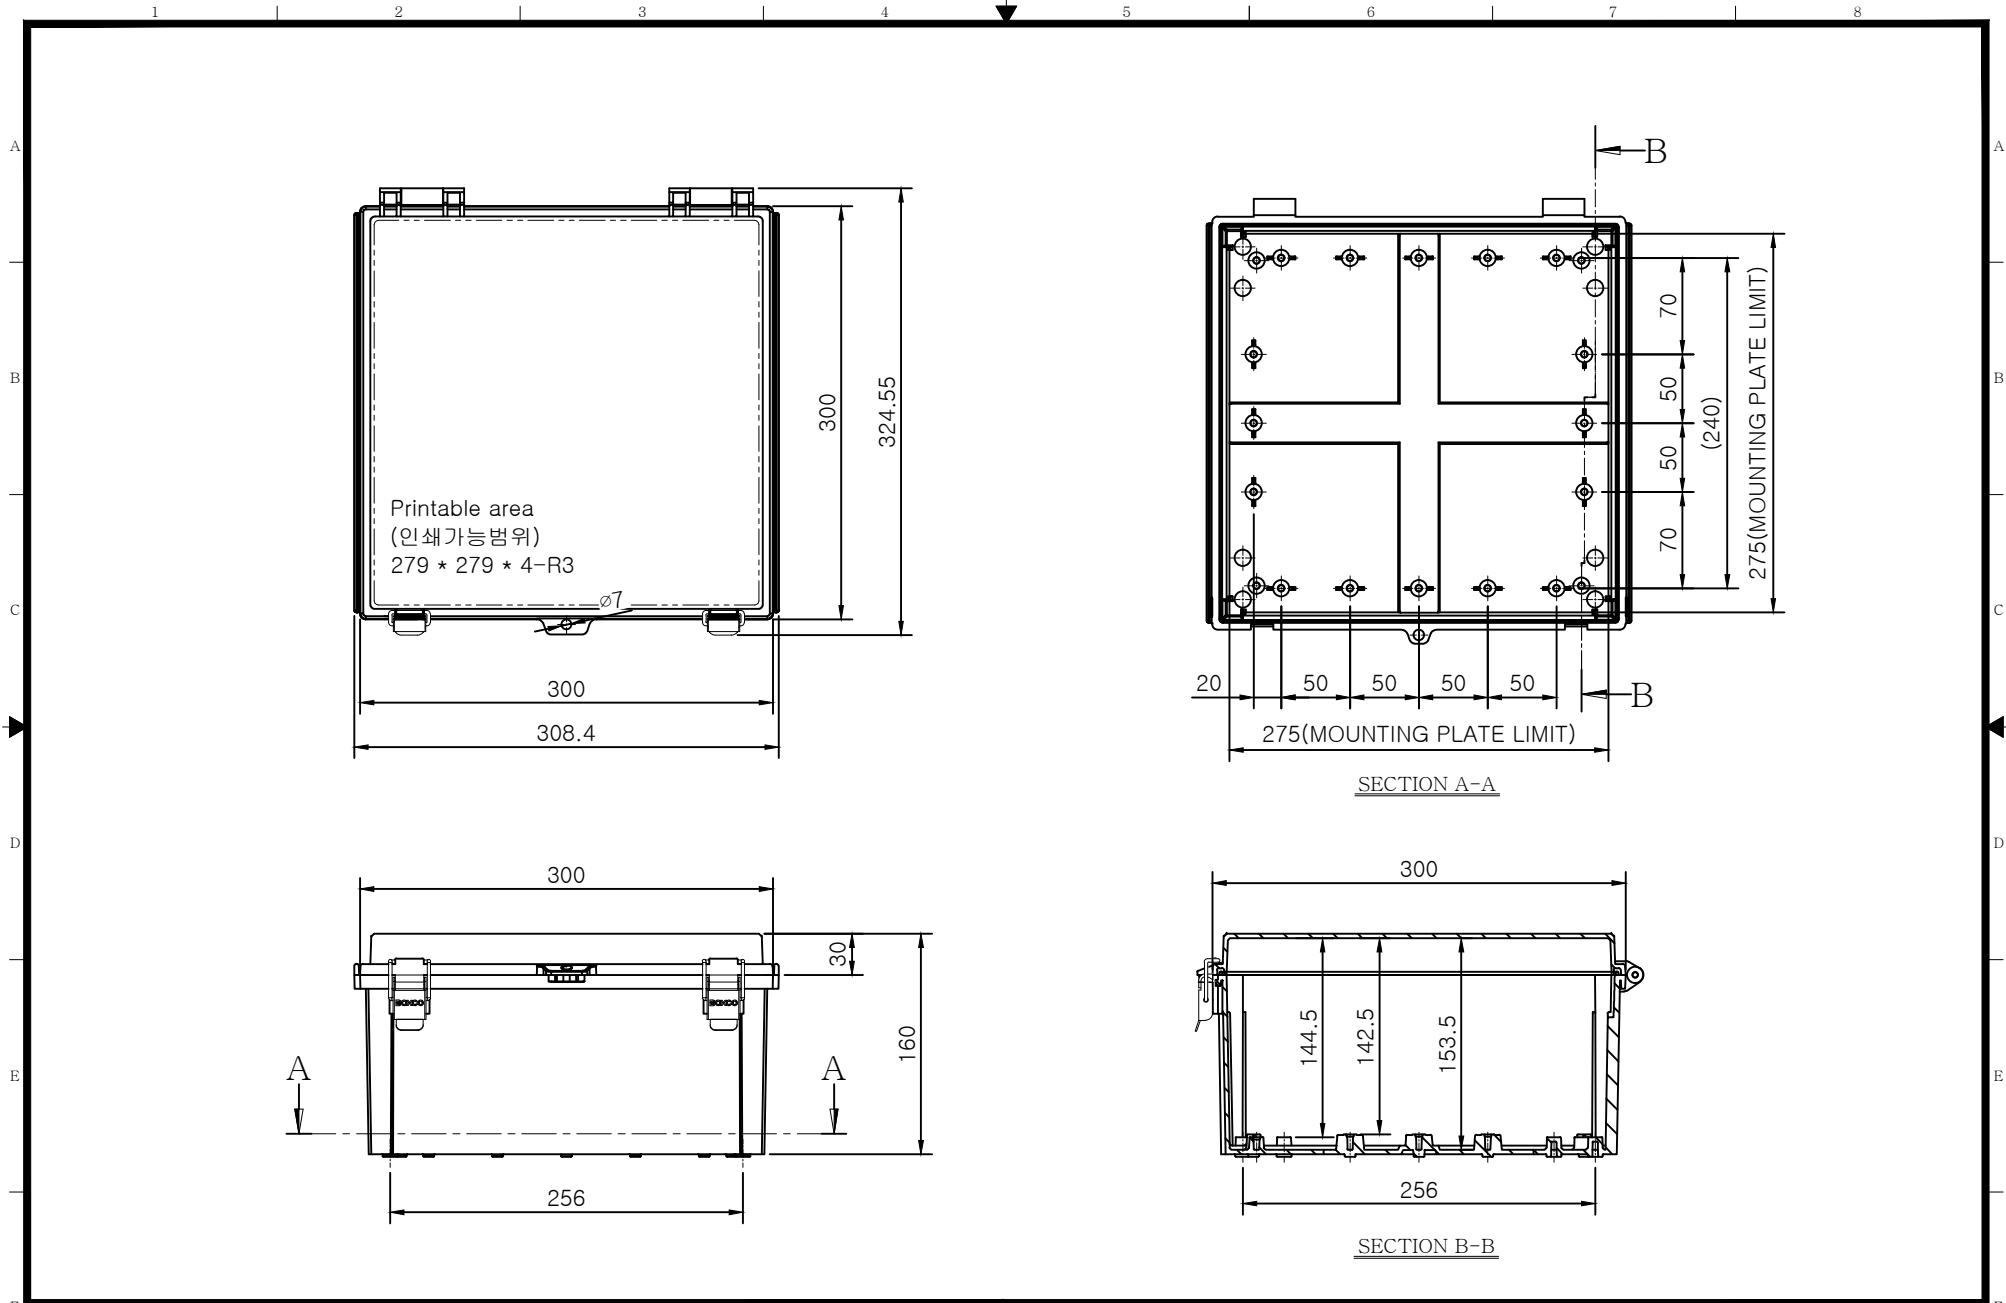 1 2 3 4 5 6 7 8
A A
B
300
324.55
70
50
(240)
50
70
275(MOUNTING PLATE LIMIT)
B B
Printable area
(인쇄가능범위)
279 * 279 * 4-R3
⌀7
C C
300
308.4
20 50 50 50 50
B
275(MOUNTING PLATE LIMIT)
SECTION A-A
D D
300
30
160
BOXCO BOXCO
A A
256
300
144.5
142.5
153.5
E E
256
SECTION B-B